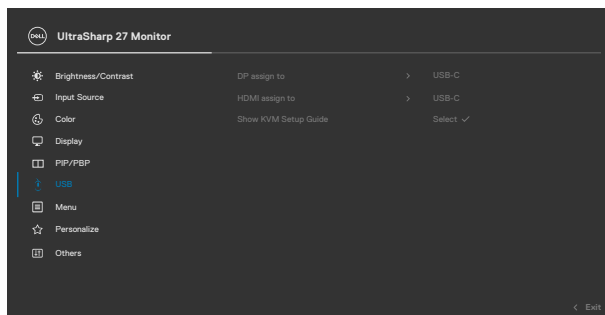 DELL UltraSharp 27 Monitor
Brightness/Contrast DP assign to > USB-C
Input Source HDMI assign to > USB-C
Color Show KVM Setup Guide Select ✓
Display
PIP/PBP
USB
Menu
Personalize
Others
< Exit